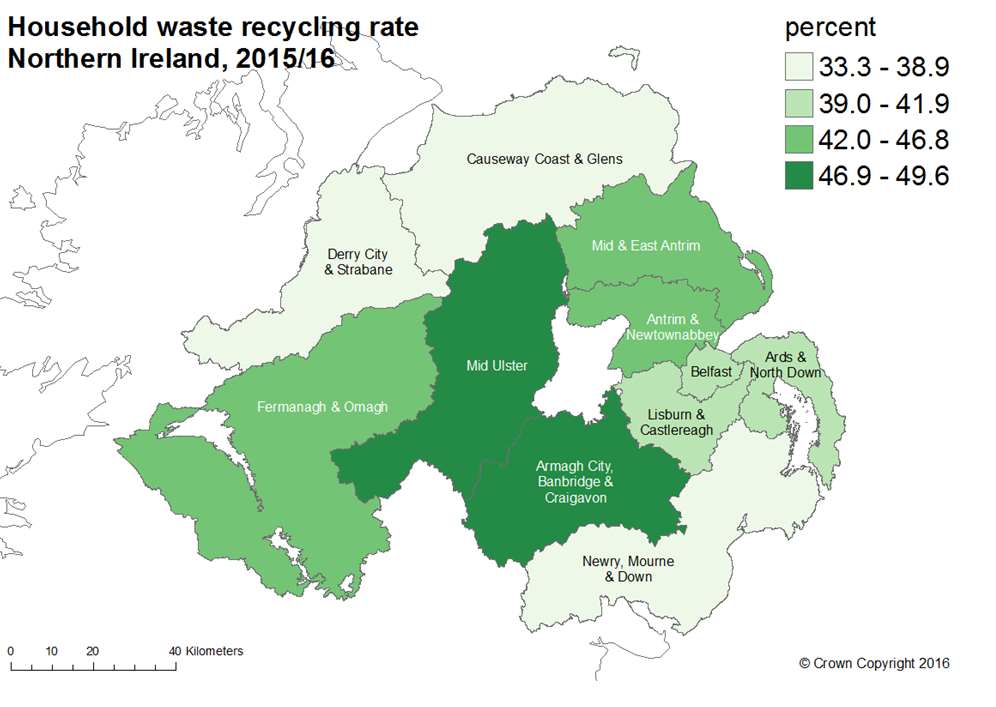 Household waste recycling rate
Northern Ireland, 2015/16
percent
33.3 - 38.9
39.0 - 41.9
42.0 - 46.8
46.9 - 49.6
Causeway Coast & Glens
Derry City
& Strabane
Mid & East Antrim
Antrim &
Newtownabbey
Mid Ulster
Belfast
Ards &
North Down
Fermanagh & Omagh
Lisburn &
Castlereagh
Armagh City,
Banbridge &
Craigavon
Newry, Mourne
& Down
0 10 20 40 Kilometers
© Crown Copyright 2016